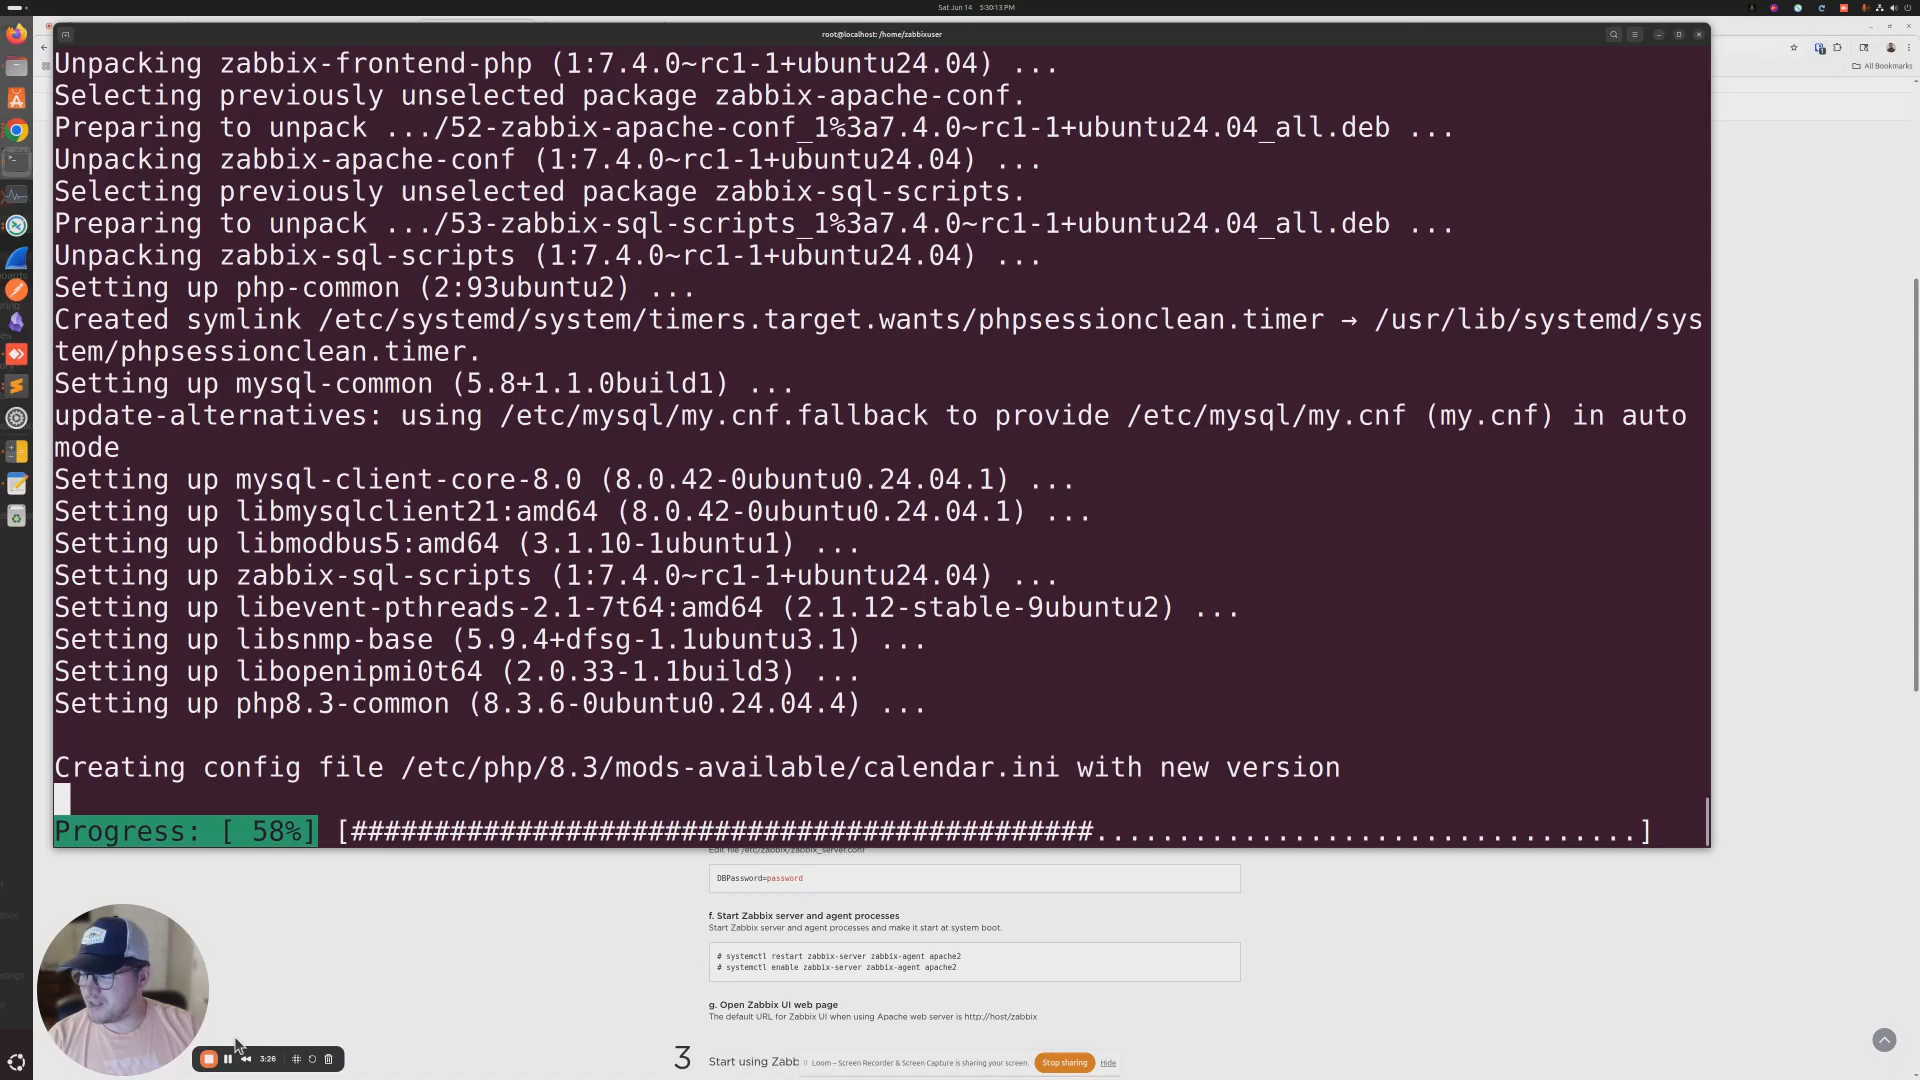 Sat Jun 14 5:30:13 PM
root@localhost: /home/zabbixuser
All Bookmarks
Unpacking zabbix-frontend-php (1:7.4.0~rc1-1+ubuntu24.04) ...
Selecting previously unselected package zabbix-apache-conf.
Preparing to unpack .../52-zabbix-apache-conf_1%3a7.4.0~rc1-1+ubuntu24.04_all.deb ...
Unpacking zabbix-apache-conf (1:7.4.0~rc1-1+ubuntu24.04) ...
Selecting previously unselected package zabbix-sql-scripts.
Preparing to unpack .../53-zabbix-sql-scripts_1%3a7.4.0~rc1-1+ubuntu24.04_all.deb ...
Unpacking zabbix-sql-scripts (1:7.4.0~rc1-1+ubuntu24.04) ...
Setting up php-common (2:93ubuntu2) ...
Created symlink /etc/systemd/system/timers.target.wants/phpsessionclean.timer → /usr/lib/systemd/sys
tem/phpsessionclean.timer.
Setting up mysql-common (5.8+1.1.0build1) ...
update-alternatives: using /etc/mysql/my.cnf.fallback to provide /etc/mysql/my.cnf (my.cnf) in auto
mode
Setting up mysql-client-core-8.0 (8.0.42-0ubuntu0.24.04.1) ...
Setting up libmysqlclient21:amd64 (8.0.42-0ubuntu0.24.04.1) ...
Setting up libmodbus5:amd64 (3.1.10-1ubuntu1) ...
Setting up zabbix-sql-scripts (1:7.4.0~rc1-1+ubuntu24.04) ...
Setting up libevent-pthreads-2.1-7t64:amd64 (2.1.12-stable-9ubuntu2) ...
Setting up libsnmp-base (5.9.4+dfsg-1.1ubuntu3.1) ...
Setting up libopenipmi0t64 (2.0.33-1.1build3) ...
Setting up php8.3-common (8.3.6-0ubuntu0.24.04.4) ...
Creating config file /etc/php/8.3/mods-available/calendar.ini with new version
Progress: [ 58%] [#############################################.................................]
Edit file /etc/zabbix/zabbix_server.conf
DBPassword=password
f. Start Zabbix server and agent processes
Start Zabbix server and agent processes and make it start at system boot.
# systemctl restart zabbix-server zabbix-agent apache2
# systemctl enable zabbix-server zabbix-agent apache2
g. Open Zabbix UI web page
The default URL for Zabbix UI when using Apache web server is http://host/zabbix
3:26
3 Start using Zabb
Loom – Screen Recorder & Screen Capture is sharing your screen. Stop sharing Hide